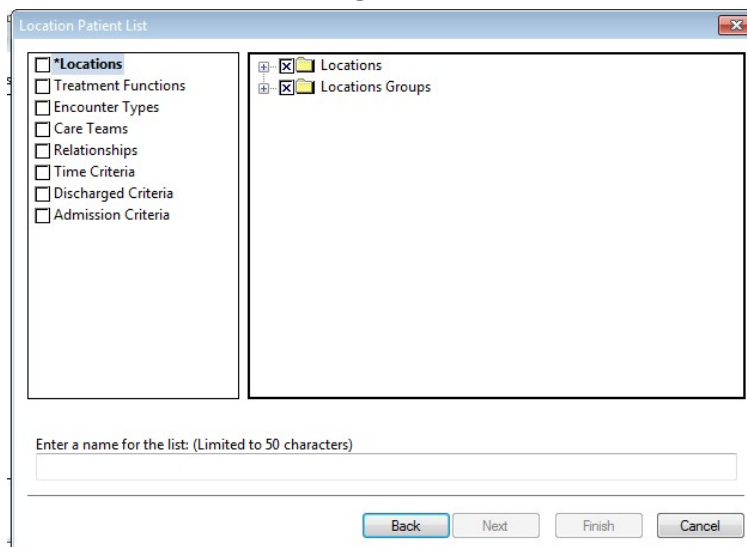 Location Patient List
*Locations
Treatment Functions
Encounter Types
Care Teams
Relationships
Time Criteria
Discharged Criteria
Admission Criteria
Locations
Locations Groups
Enter a name for the list: (Limited to 50 characters)
Back
Next
Finish
Cancel